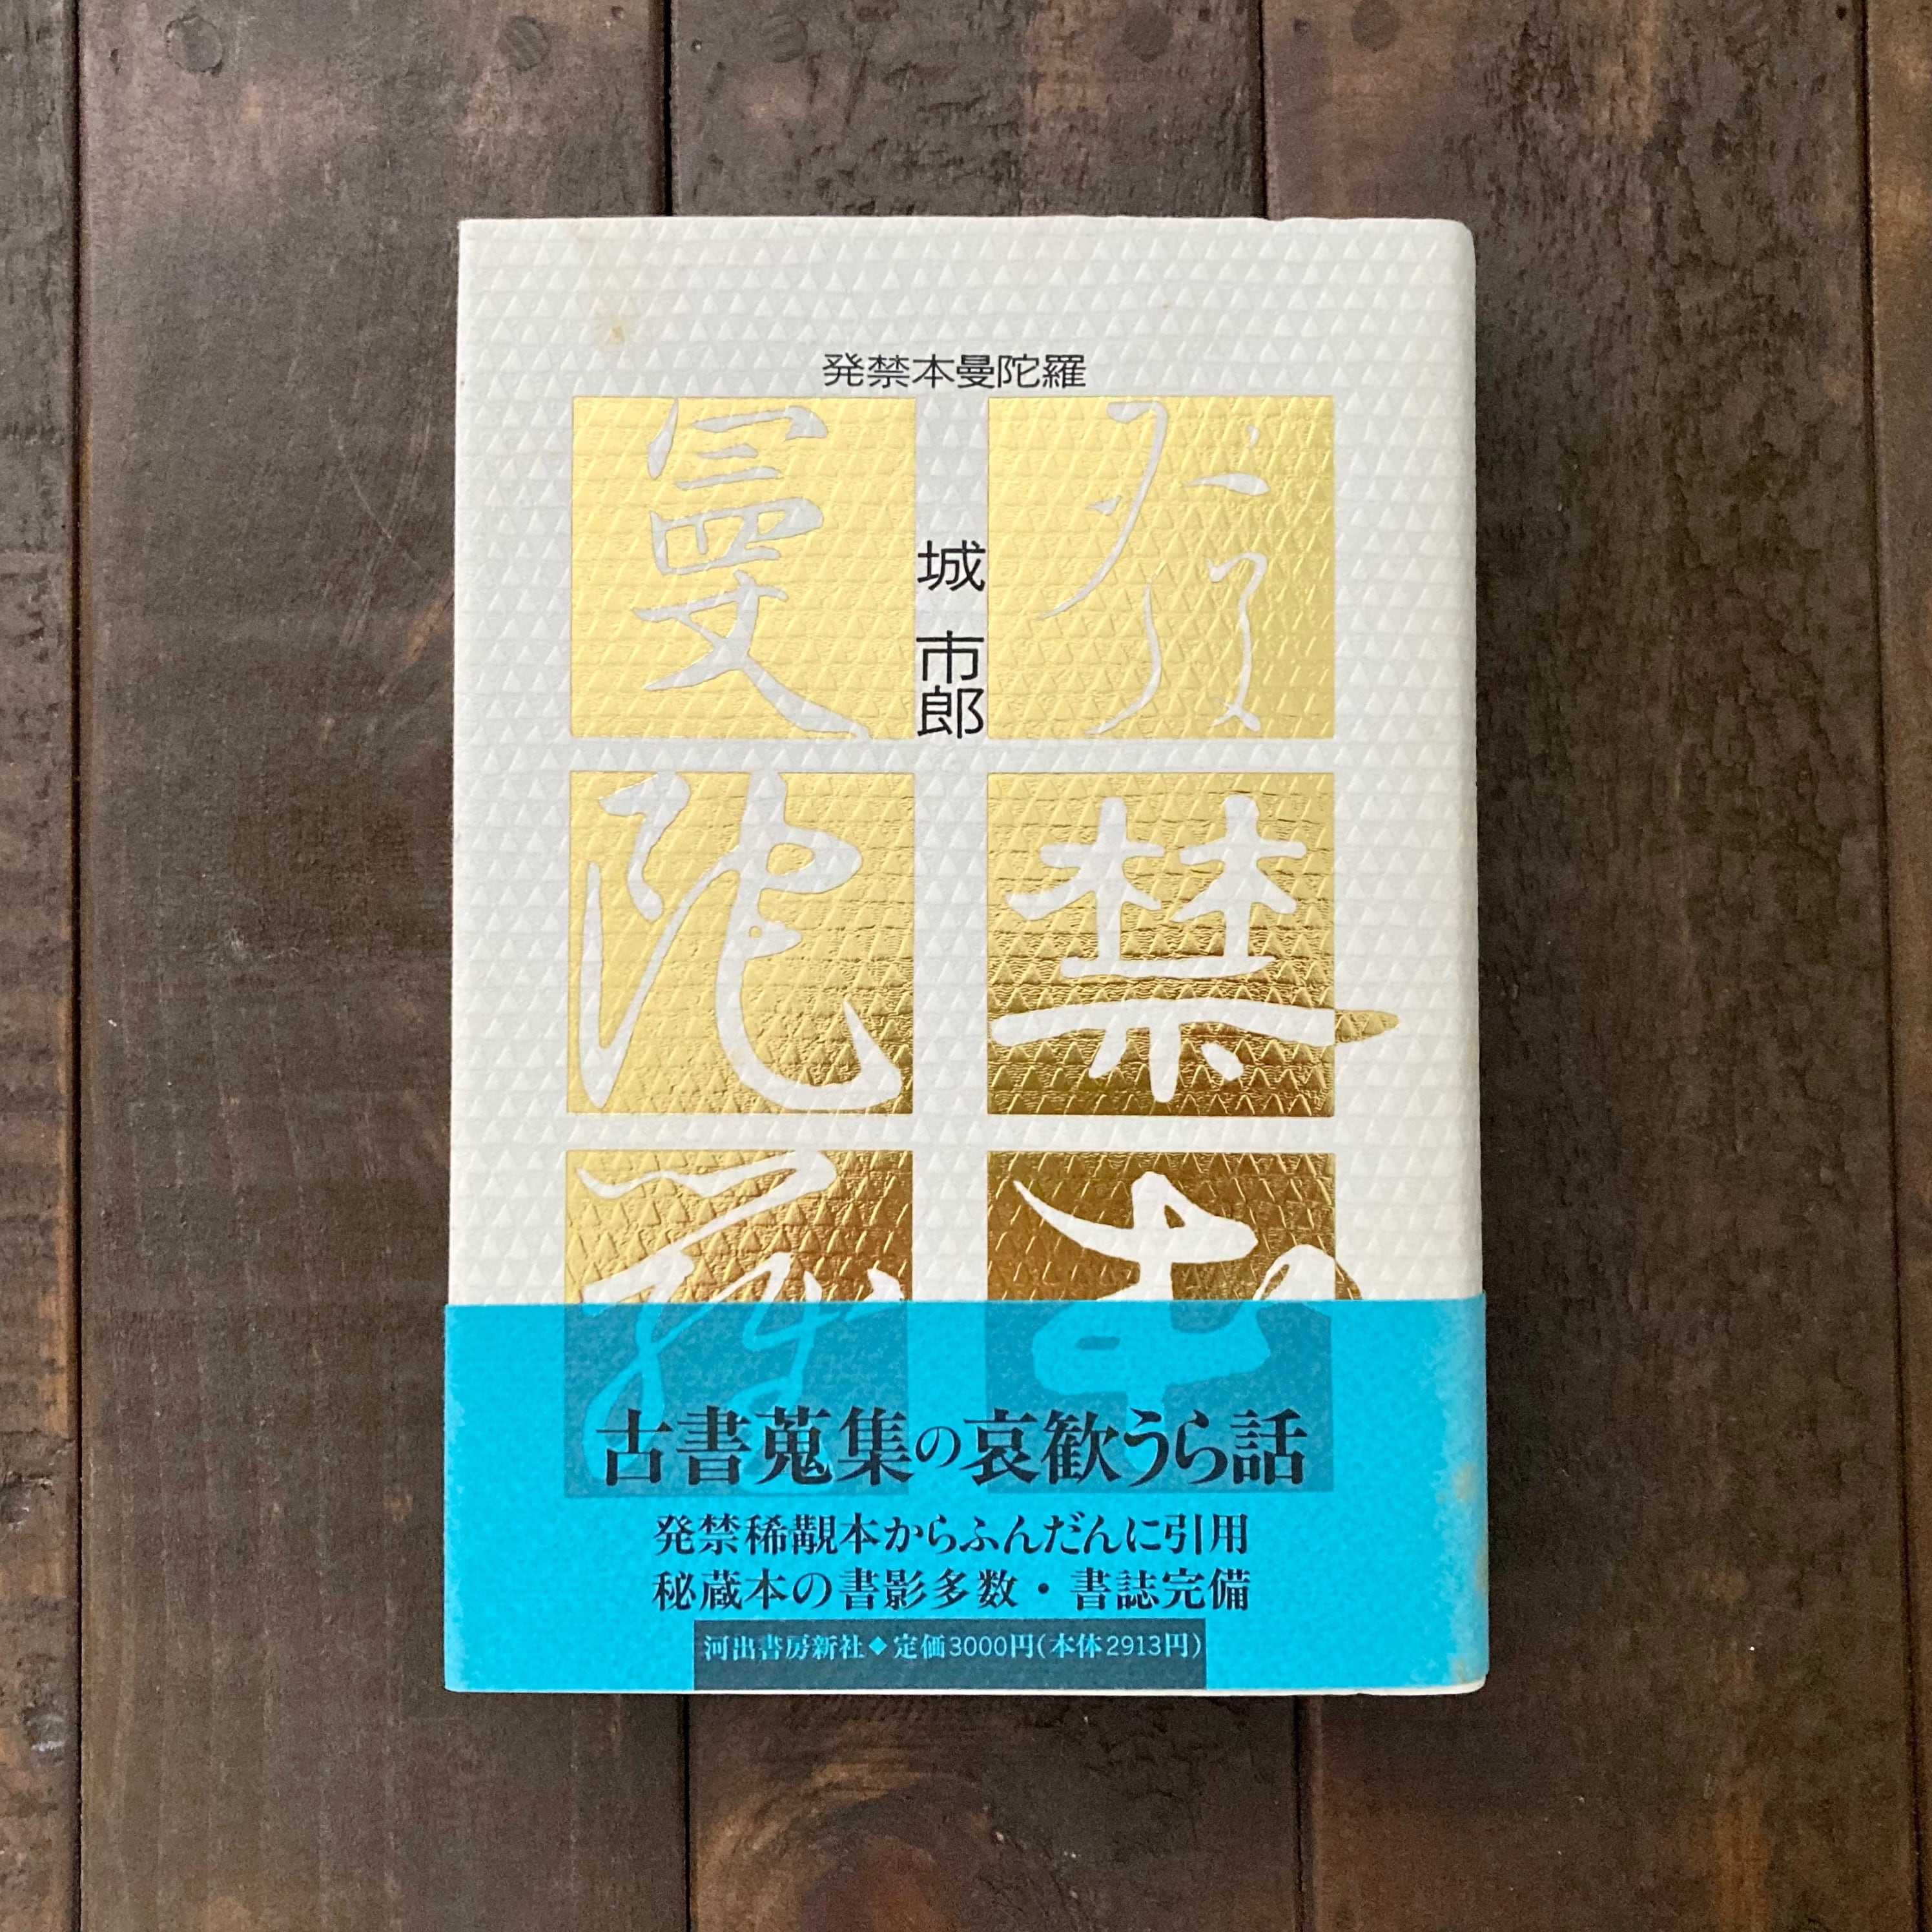 発禁本曼陀羅
城 市郎
発禁本
曼陀羅
古書蒐集の哀歓うら話
発禁稀覯本からふんだんに引用
秘蔵本の書影多数・書誌完備
河出書房新社◆定価3000円(本体2913円)